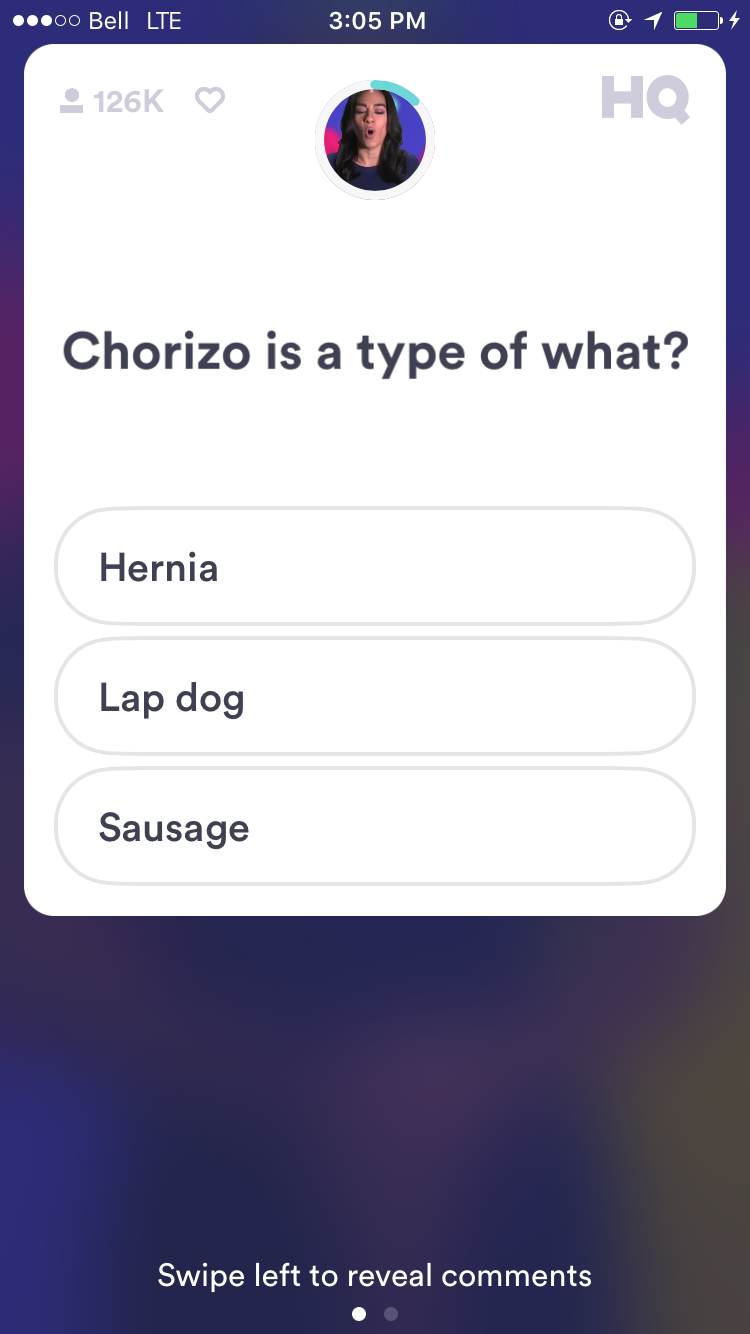 Bell LTE 3:05 PM
126K HQ
Chorizo is a type of what?
Hernia
Lap dog
Sausage
Swipe left to reveal comments